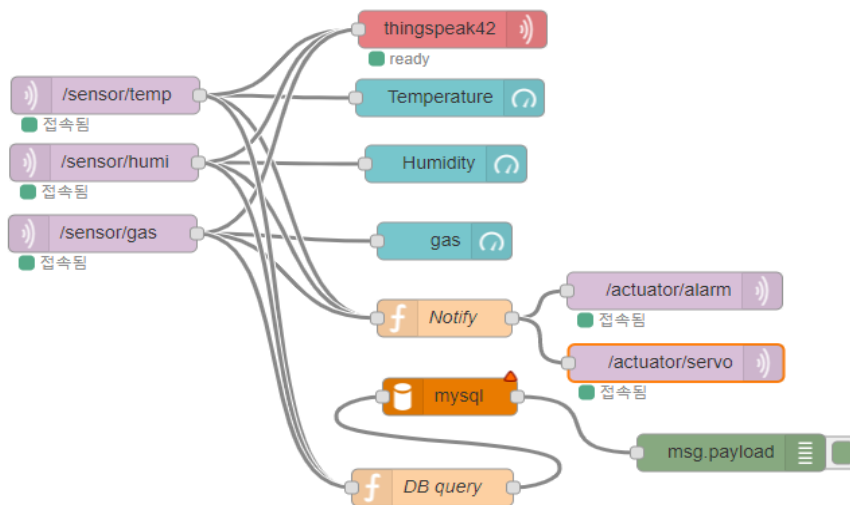 thingspeak42
ready
/sensor/temp
접속됨
Temperature
/sensor/humi
접속됨
Humidity
/sensor/gas
접속됨
gas
/actuator/alarm
접속됨
Notify
/actuator/servo
접속됨
mysql
msg.payload
DB query